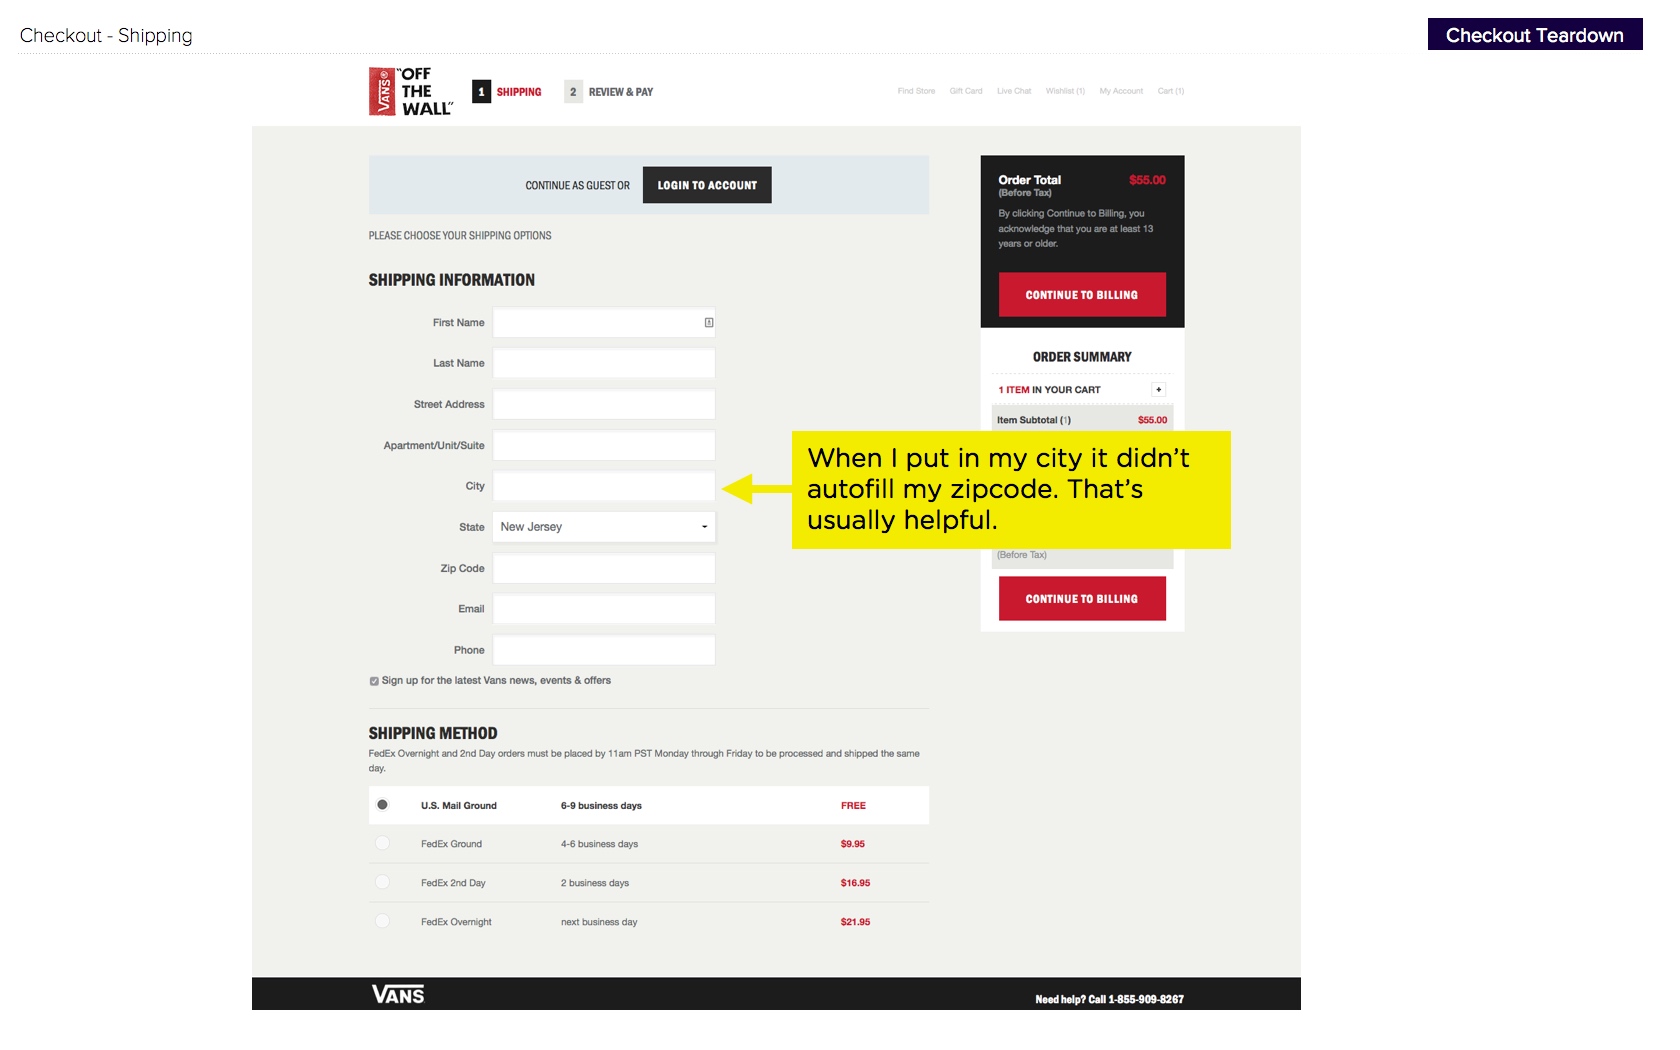 Checkout - Shipping
Checkout Teardown
VANS®
"OFF
THE
WALL"
1 SHIPPING
2 REVIEW & PAY
Find Store Gift Card Live Chat Wishlist (1) My Account Cart (1)
CONTINUE AS GUEST OR
LOGIN TO ACCOUNT
PLEASE CHOOSE YOUR SHIPPING OPTIONS
SHIPPING INFORMATION
First Name
Last Name
Street Address
Apartment/Unit/Suite
City
State New Jersey
Zip Code
Email
Phone
Sign up for the latest Vans news, events & offers
When I put in my city it didn't
autofill my zipcode. That's
usually helpful.
Order Total $55.00
(Before Tax)
By clicking Continue to Billing, you
acknowledge that you are at least 13
years or older.
CONTINUE TO BILLING
ORDER SUMMARY
1 ITEM IN YOUR CART +
Item Subtotal (1) $55.00
(Before Tax)
CONTINUE TO BILLING
SHIPPING METHOD
FedEx Overnight and 2nd Day orders must be placed by 11am PST Monday through Friday to be processed and shipped the same
day.
U.S. Mail Ground 6-9 business days FREE
FedEx Ground 4-6 business days $9.95
FedEx 2nd Day 2 business days $16.95
FedEx Overnight next business day $21.95
VANS
Need help? Call 1-855-909-8267